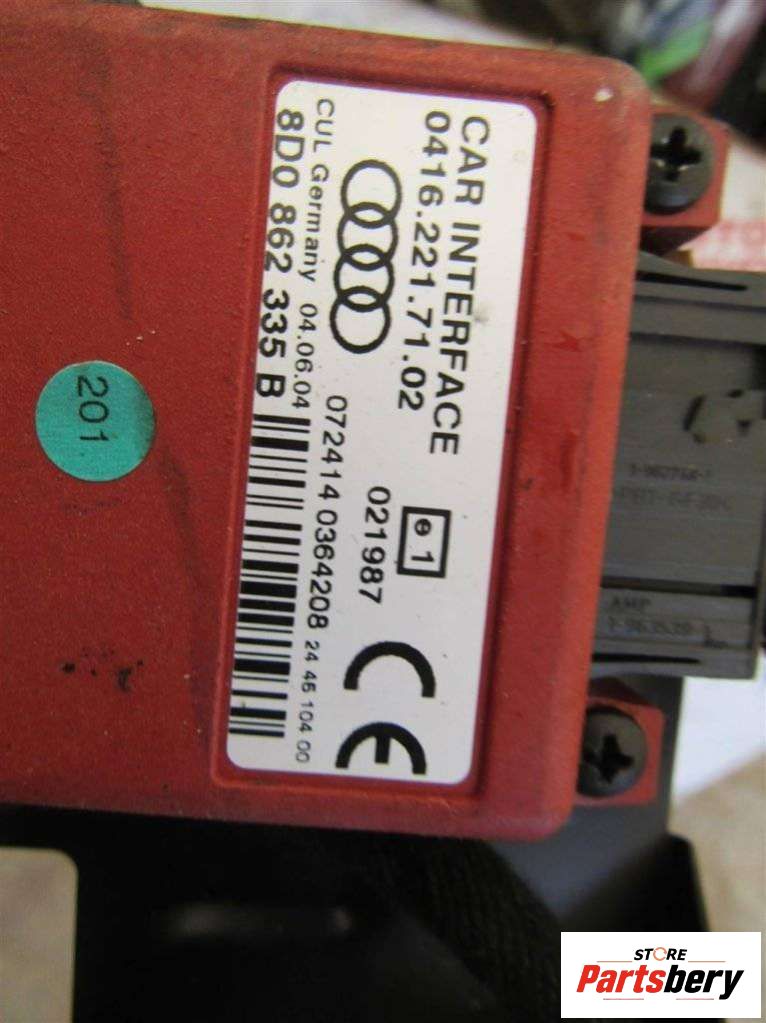 CAR INTERFACE
0416.221.71.02
e 1
021987
CE
CUL Germany 04.06.04
072414 0364208 24 46 104 00
8D0 862 335 B
201
AMP
STORE
Partsbery